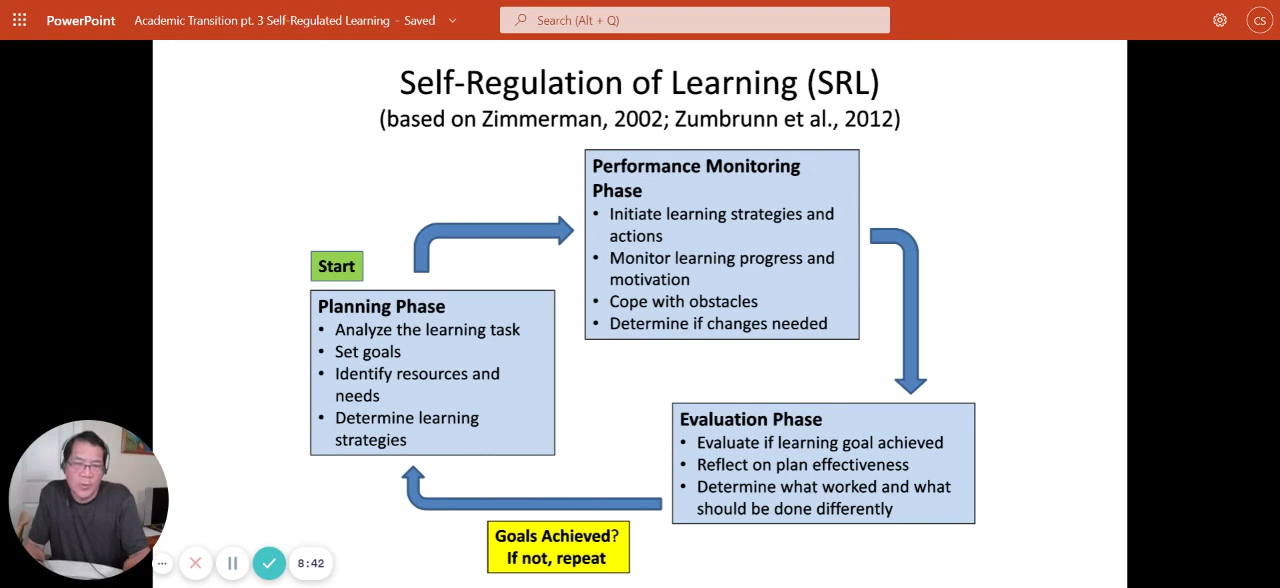 PowerPoint
Academic Transition pt. 3 Self-Regulated Learning - Saved
Search (Alt + Q)
CS
Self-Regulation of Learning (SRL)
(based on Zimmerman, 2002; Zumbrunn et al., 2012)
Performance Monitoring
Phase
• Initiate learning strategies and
actions
• Monitor learning progress and
motivation
• Cope with obstacles
• Determine if changes needed
Start
Planning Phase
• Analyze the learning task
• Set goals
• Identify resources and
needs
• Determine learning
strategies
Evaluation Phase
• Evaluate if learning goal achieved
• Reflect on plan effectiveness
• Determine what worked and what
should be done differently
Goals Achieved?
If not, repeat
8:42